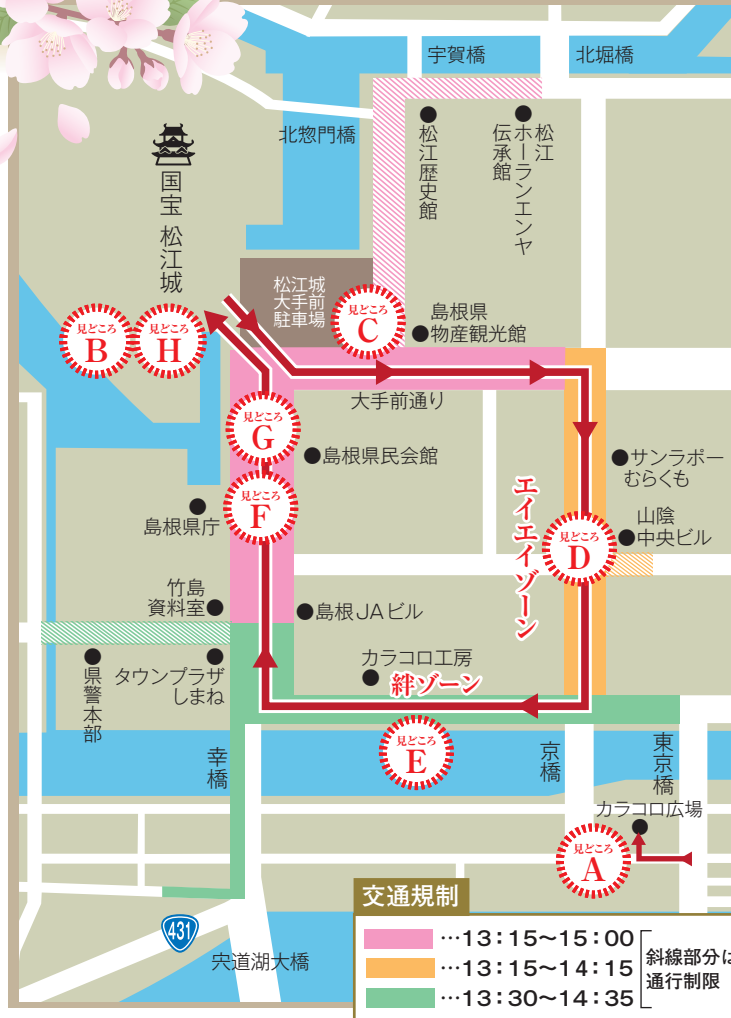 宇賀橋
北堀橋
北惣門橋
松江歴史館
松江
ホーランエンヤ
伝承館
国宝 松江城
松江城
大手前
駐車場
見どころ
C
島根県
物産観光館
見どころ
B
見どころ
H
大手前通り
見どころ
G
島根県民会館
サンラポー
むらくも
島根県庁
見どころ
F
エイエイゾーン
見どころ
D
山陰
中央ビル
竹島
資料室
島根JAビル
県警本部
タウンプラザ
しまね
カラコロ工房
絆ゾーン
見どころ
E
幸橋
京橋
東京橋
カラコロ広場
見どころ
A
431
宍道湖大橋
交通規制
…13:15~15:00
…13:15~14:15
…13:30~14:35
斜線部分は
通行制限